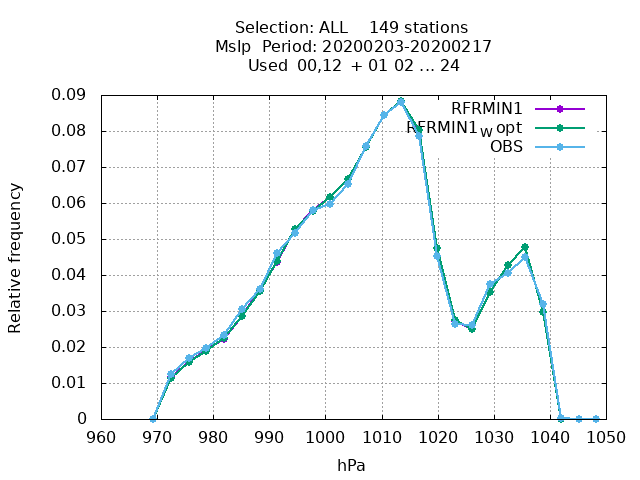 Selection: ALL    149 stations
Mslp  Period: 20200203-20200217
Used  00,12  + 01 02 ... 24
RFRMIN1
RFRMIN1w opt
OBS
Relative frequency
0.09
0.08
0.07
0.06
0.05
0.04
0.03
0.02
0.01
0
960 970 980 990 1000 1010 1020 1030 1040 1050
hPa